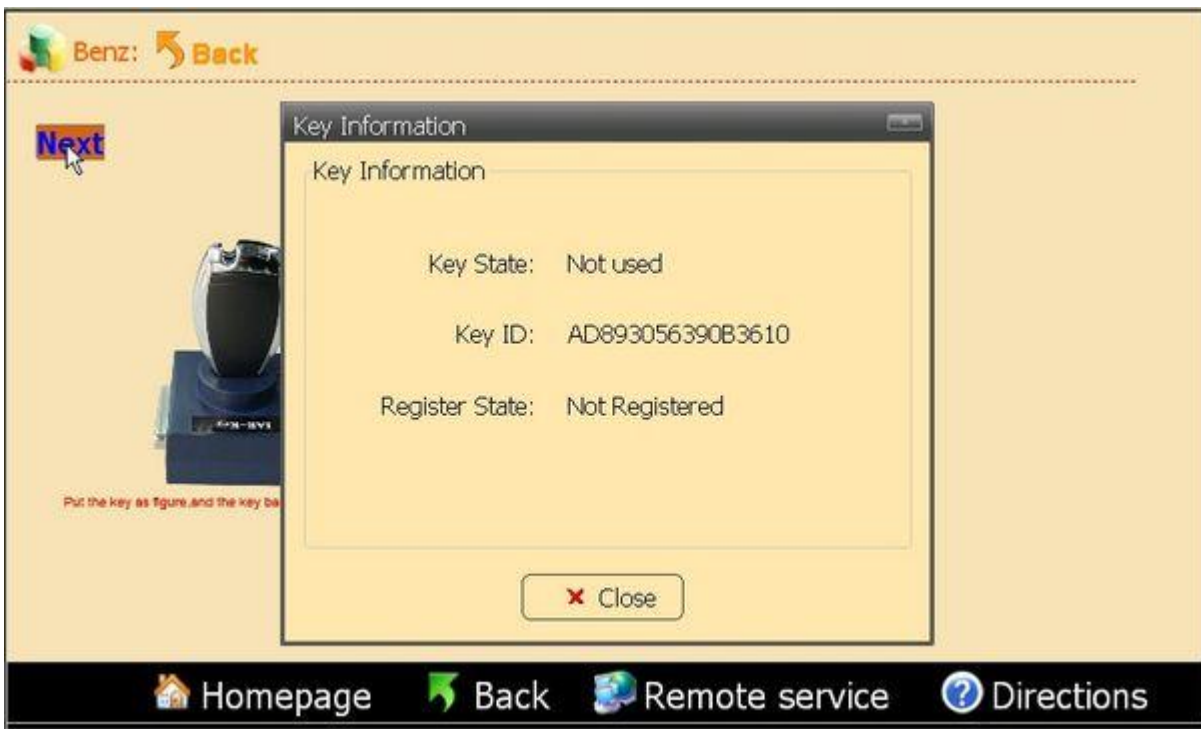 Benz: Back
Next
Key Information
Key Information
Key State: Not used
Key ID: AD893056390B3610
Register State: Not Registered
Put the key as figure,and the key ba
Close
Homepage Back Remote service Directions